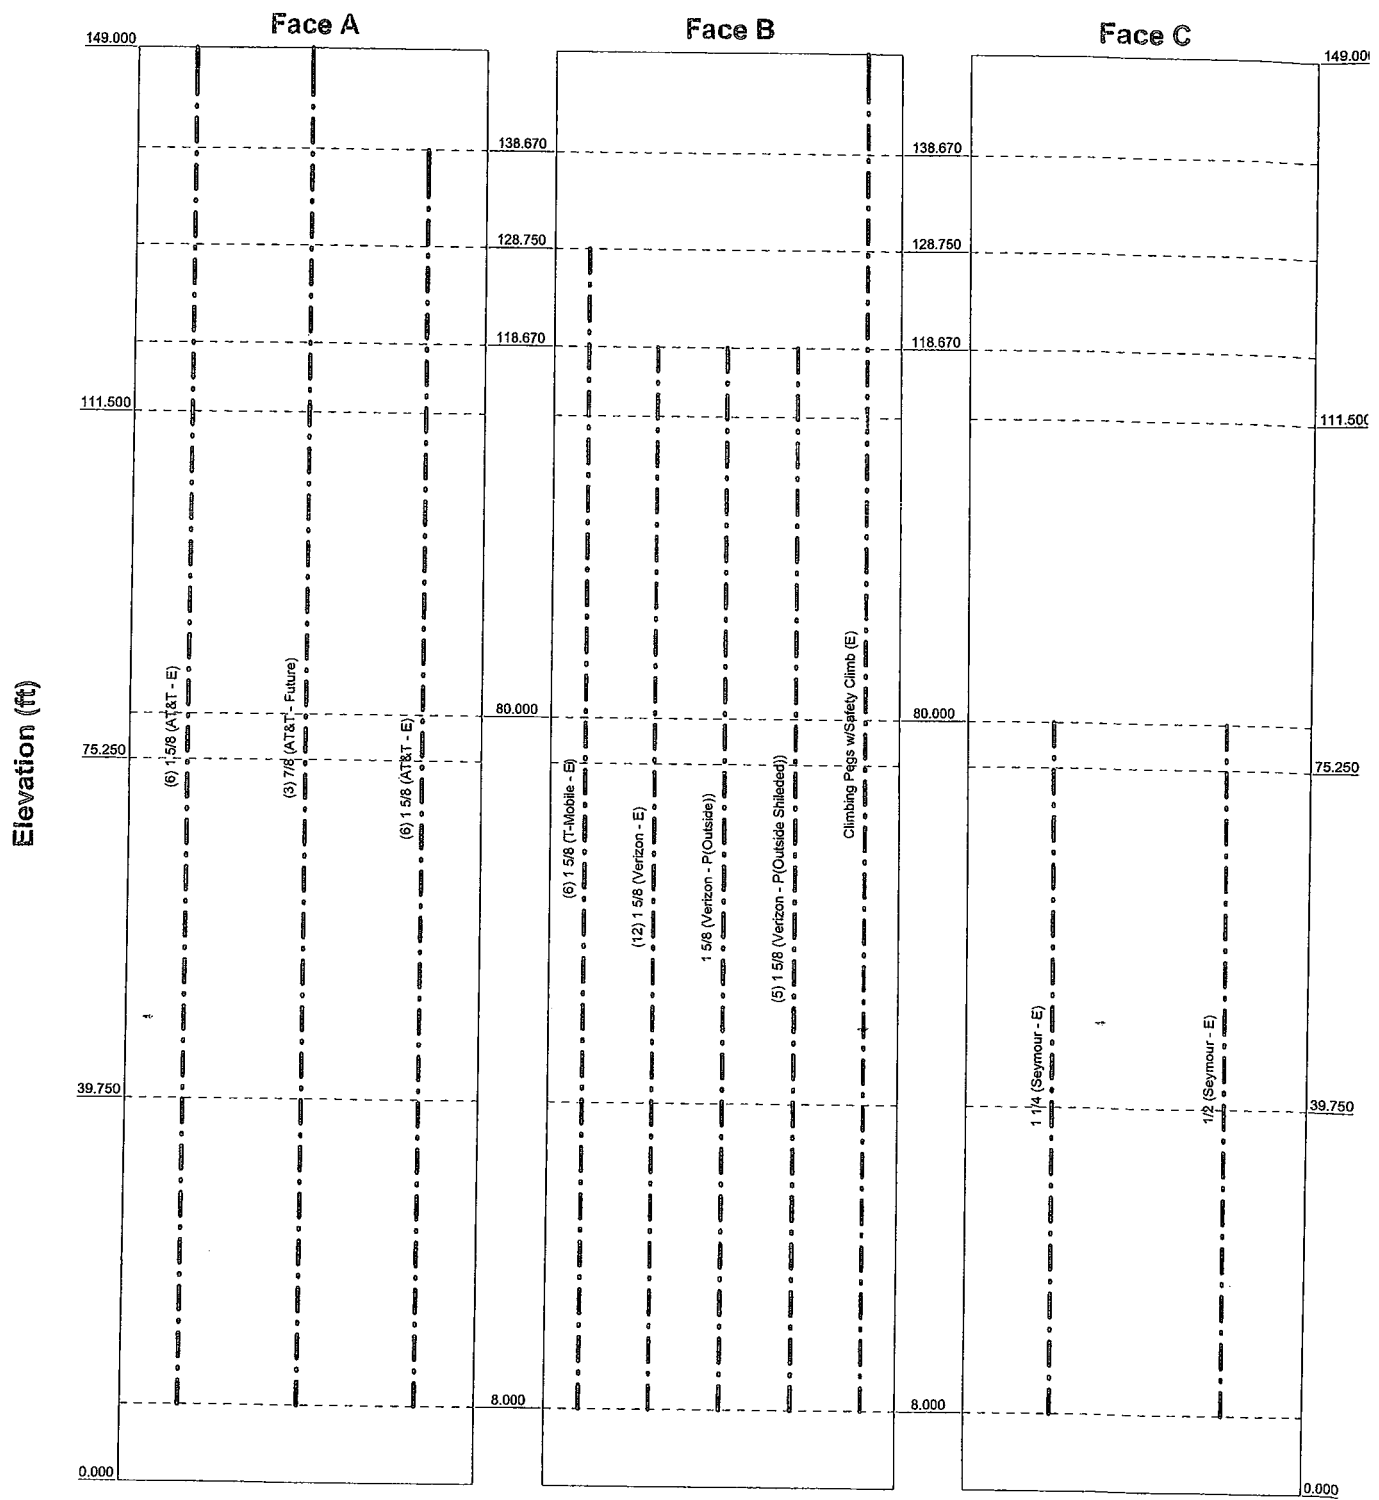 Face A
Face B
Face C
149.000
149.00
138.670
138.670
128.750
128.750
118.670
118.670
111.500
111.500
Elevation (ft)
(6) 1 5/8 (AT&T - E)
(3) 7/8 (AT&T - Future)
(6) 1 5/8 (AT&T - E)
(6) 1 5/8 (T-Mobile - E)
(12) 1 5/8 (Verizon - E)
1 5/8 (Verizon - P(Outside))
(5) 1 5/8 (Verizon - P(Outside Shileded))
Climbing Pegs w/Safety Climb (E)
1 1/4 (Seymour - E)
1/2 (Seymour - E)
80.000
80.000
75.250
75.250
39.750
39.750
8.000
8.000
0.000
0.000